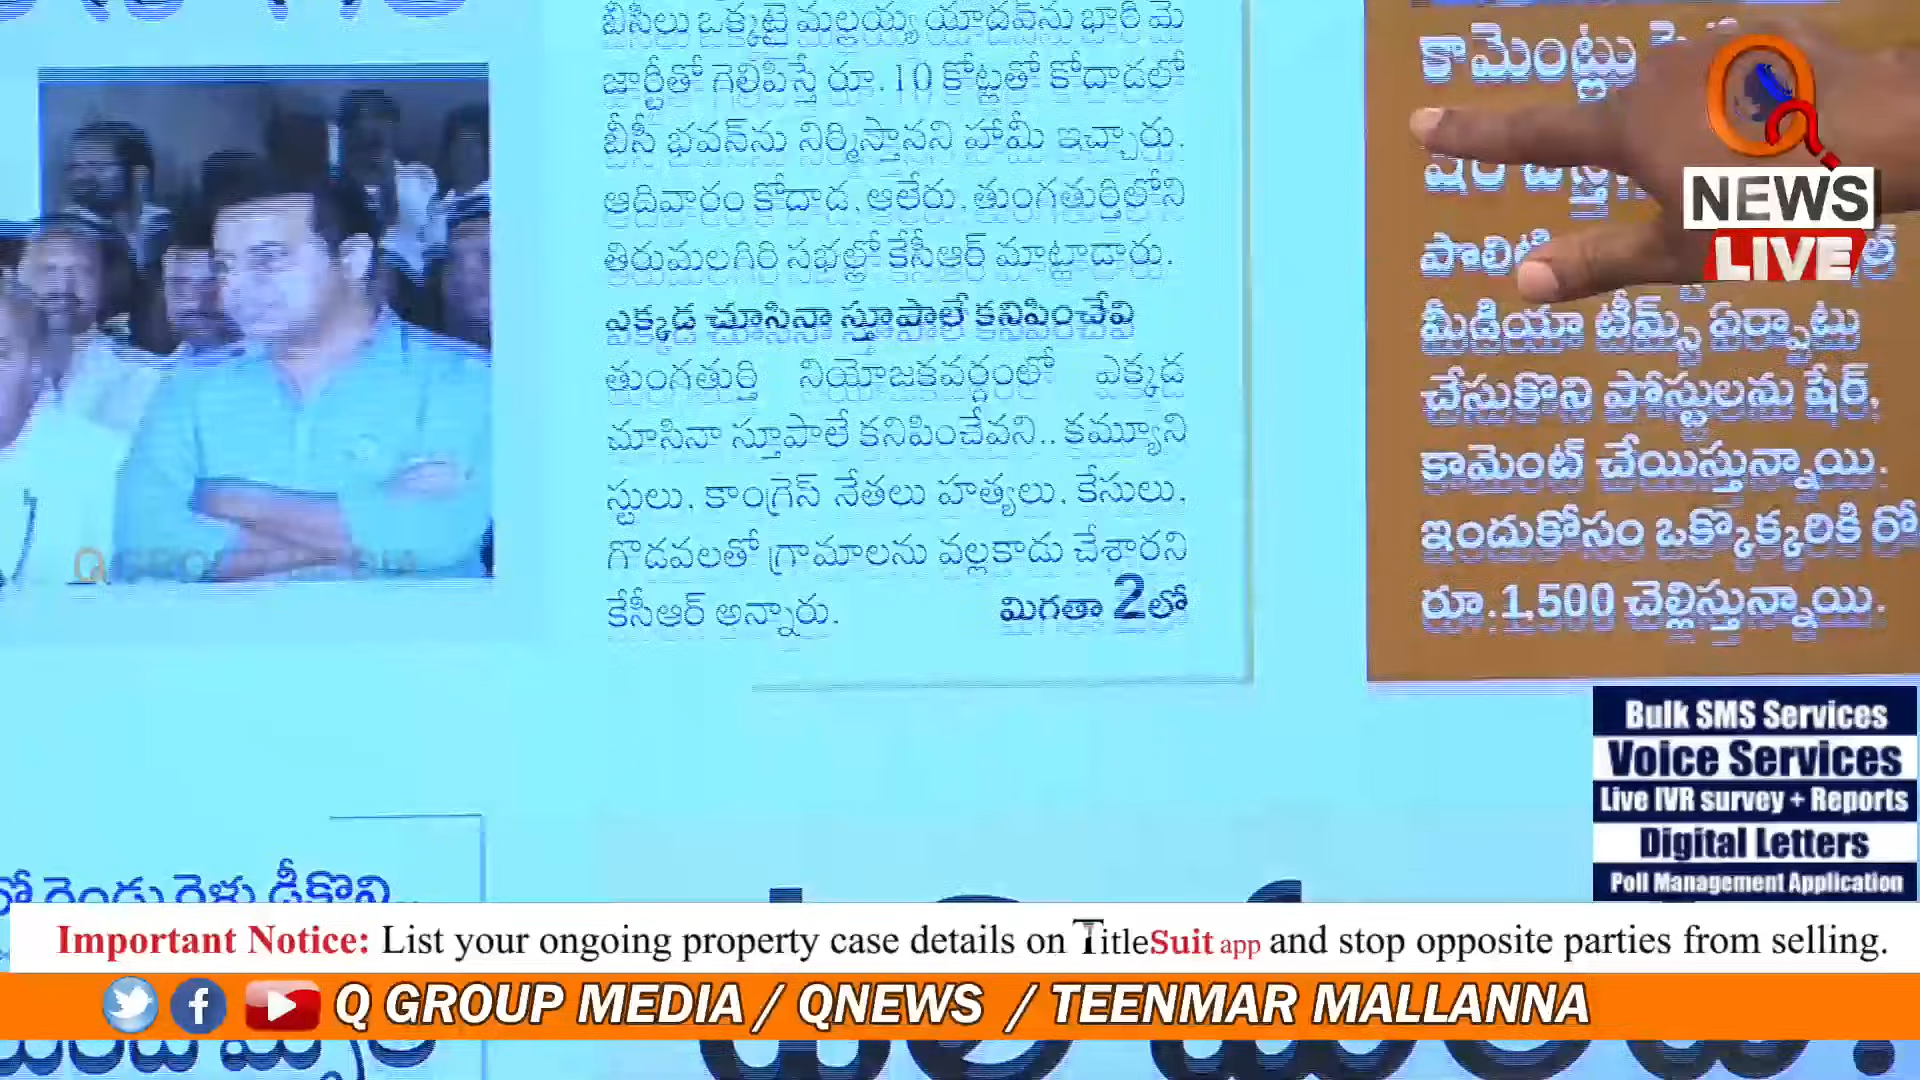 బీసీలు ఒక్కటై మల్లయ్య యాదవ్‌ను భారీ మె
జార్టీతో గెలిపిస్తే రూ. 10 కోట్లతో కోదాడలో
బీసీ భవన్‌ను నిర్మిస్తానని హామీ ఇచ్చారు.
ఆదివారం కోదాడ, ఆలేరు, తుంగతుర్తిలోని
తిరుమలగిరి సభల్లో కేసీఆర్ మాట్లాడారు.
ఎక్కడ చూసినా స్తూపాలే కనిపించేవి
తుంగతుర్తి నియోజకవర్గంలో ఎక్కడ
చూసినా స్తూపాలే కనిపించేవని.. కమ్యూని
స్టులు, కాంగ్రెస్ నేతలు హత్యలు, కేసులు,
గొడవలతో గ్రామాలను వల్లకాడు చేశారని
కేసీఆర్ అన్నారు. మిగతా 2లో
కామెంట్లు
షేర్
మీడియా టీమ్స్ ఏర్పాటు
చేసుకొని పోస్టులను షేర్,
కామెంట్ చేయిస్తున్నాయి.
ఇందుకోసం ఒక్కొక్కరికి రో
రూ.1,500 చెల్లిస్తున్నాయి.
NEWS
LIVE
Q GROUP MEDIA
Bulk SMS Services
Voice Services
Live IVR survey + Reports
Digital Letters
Poll Management Application
రెండు రైళ్లు ఢీకొని..
Important Notice: List your ongoing property case details on TitleSuit app and stop opposite parties from selling.
Q GROUP MEDIA / QNEWS / TEENMAR MALLANNA